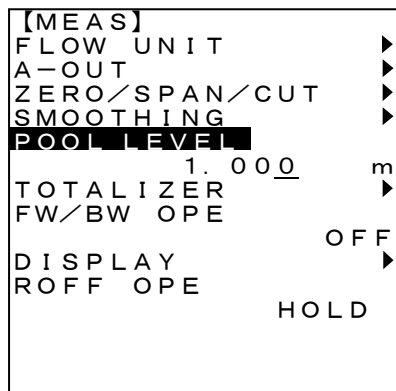 【MEAS】
FLOW UNIT ▶
A-OUT ▶
ZERO/SPAN/CUT ▶
SMOOTHING ▶
POOL LEVEL
1.000 m
TOTALIZER ▶
FW/BW OPE
OFF
DISPLAY ▶
ROFF OPE
HOLD